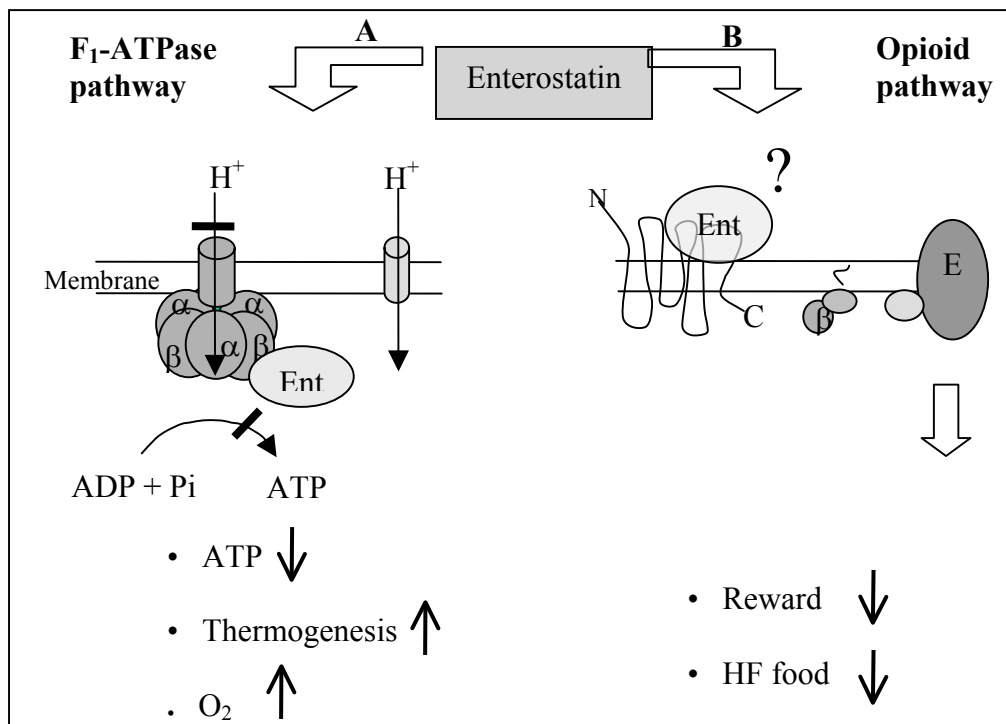 F₁-ATPase
pathway
A
Enterostatin
B
Opioid
pathway
H⁺
H⁺
Membrane
α
α
β
α
β
Ent
ADP + Pi
ATP
• ATP
• Thermogenesis
. O₂
?
N
Ent
C
β
E
• Reward
• HF food